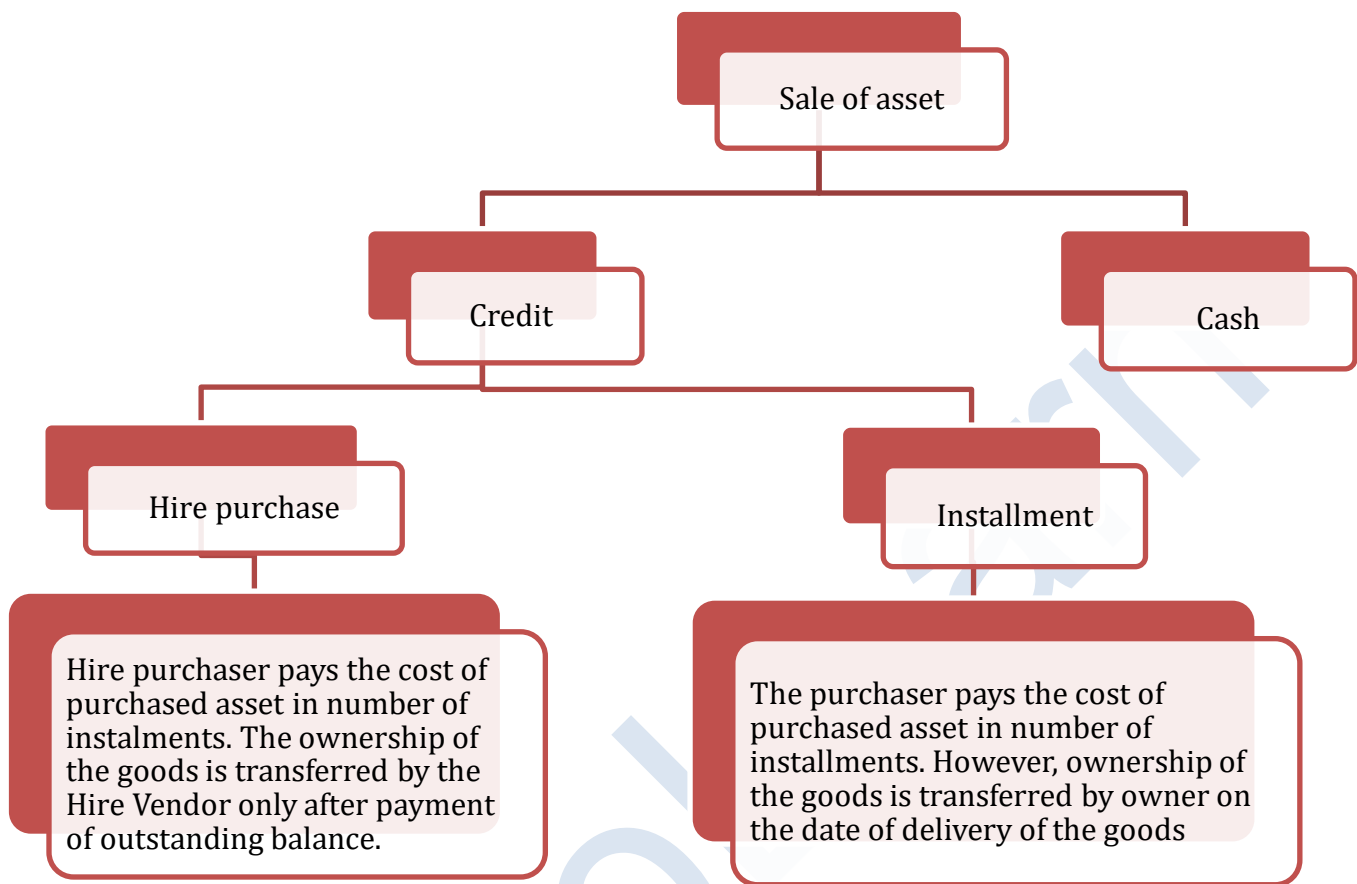 Sale of asset
Credit
Cash
Hire purchase
Installment
Hire purchaser pays the cost of
purchased asset in number of
instalments. The ownership of
the goods is transferred by the
Hire Vendor only after payment
of outstanding balance.
The purchaser pays the cost of
purchased asset in number of
installments. However, ownership of
the goods is transferred by owner on
the date of delivery of the goods